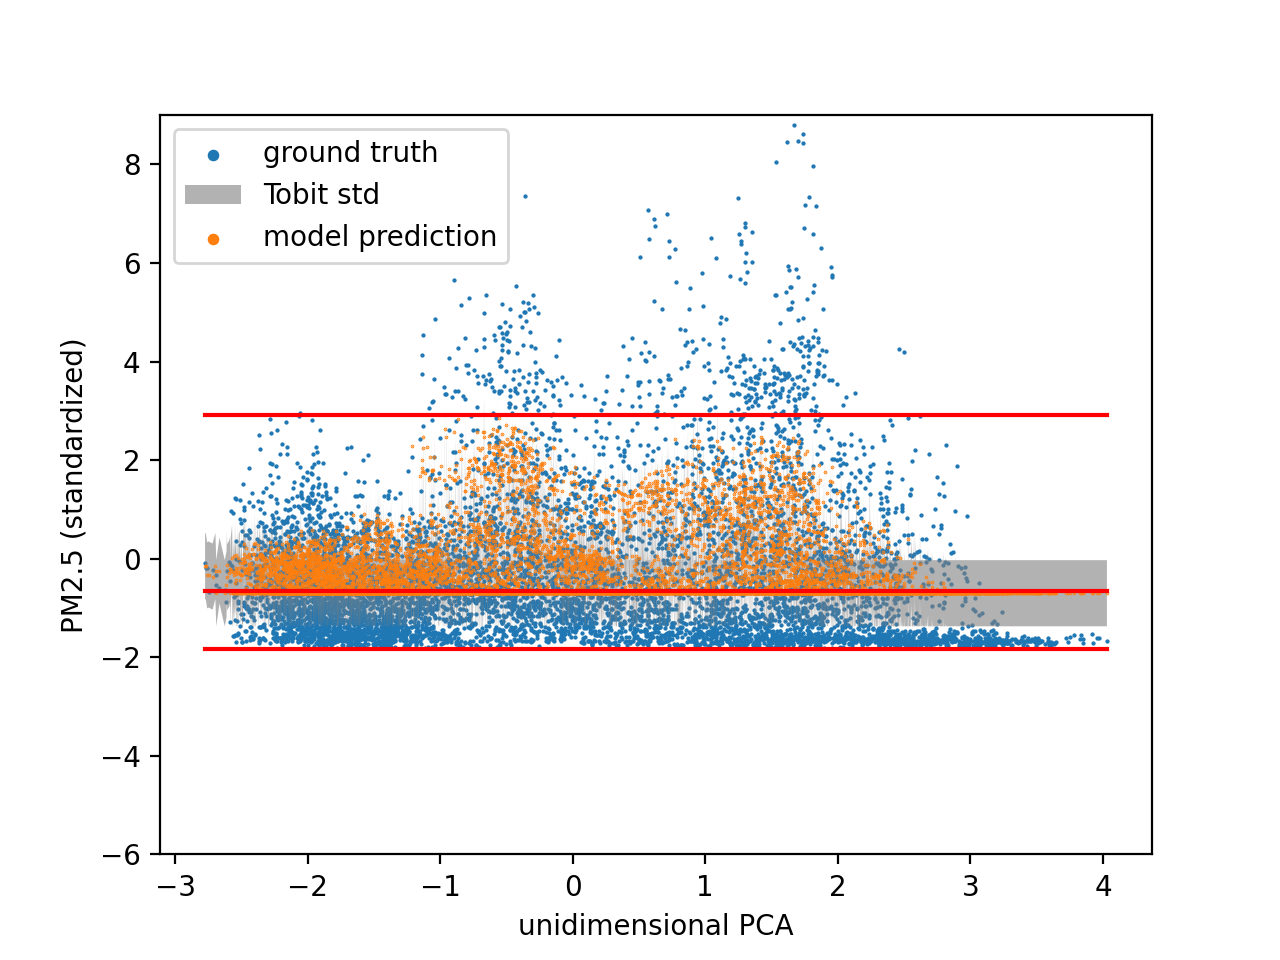 ground truth
Tobit std
model prediction
PM2.5 (standardized)
8
6
4
2
0
−2
−4
−6
−3 −2 −1 0 1 2 3 4
unidimensional PCA